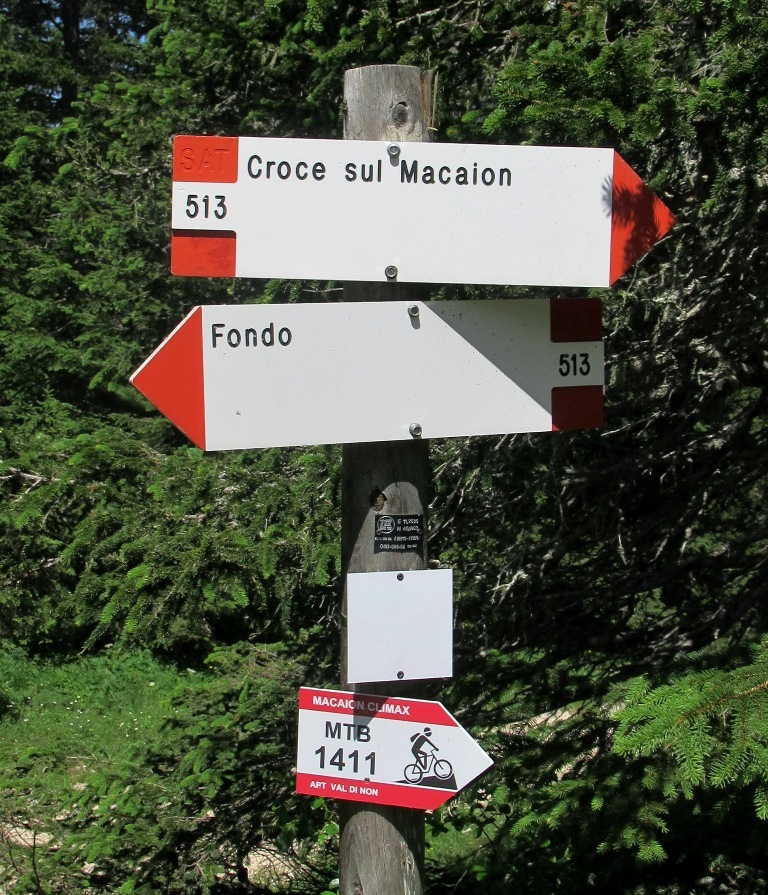 SAT
Croce sul Macaion
513
Fondo
513
MACAION CLIMAX
MTB
1411
APT VAL DI NON